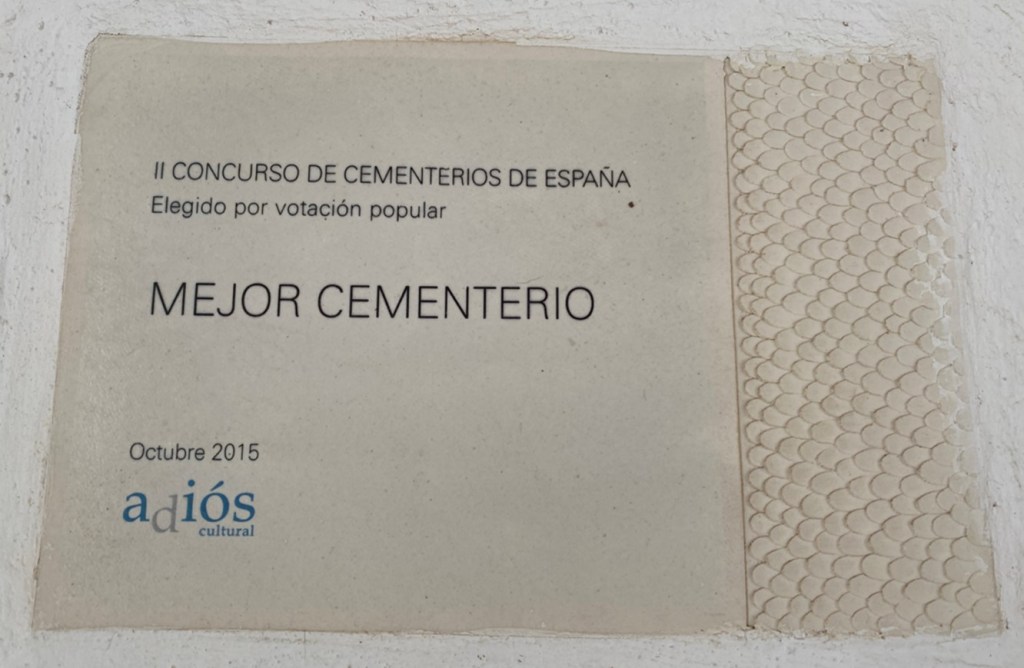 II CONCURSO DE CEMENTERIOS DE ESPAÑA
Elegido por votación popular
MEJOR CEMENTERIO
Octubre 2015
adiós
cultural